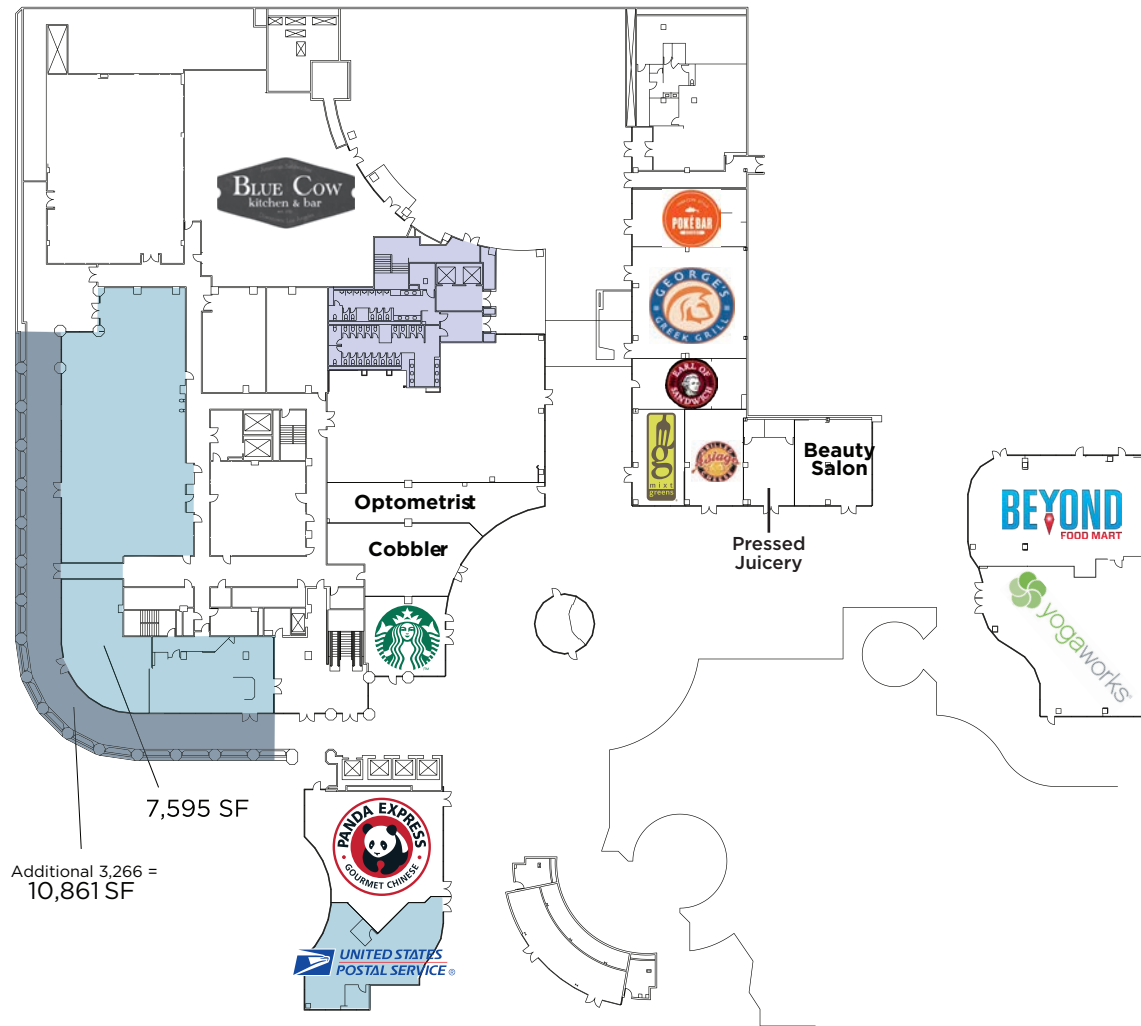 BLUE COW
kitchen & bar
POKÉBAR
GEORGE'S
GREEK GRILL
EARL OF
SANDWICH
mixt
greens
Asiago
Beauty
Salon
Optometrist
Cobbler
Pressed
Juicery
BEYOND
FOOD MART
yogaworks
7,595 SF
Additional 3,266 =
10,861 SF
PANDA EXPRESS
GOURMET CHINESE
UNITED STATES
POSTAL SERVICE ®